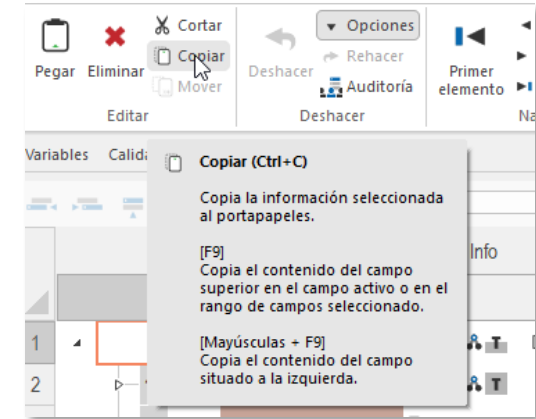 Cortar
Opciones
Copiar
Rehacer
Pegar
Eliminar
Mover
Deshacer
Auditoría
Primer
elemento
Editar
Deshacer
Variables
Copiar (Ctrl+C)
Copia la información seleccionada
al portapapeles.
[F9]
Copia el contenido del campo
superior en el campo activo o en el
rango de campos seleccionado.
[Mayúsculas + F9]
Copia el contenido del campo
situado a la izquierda.
Info
1
T
2
T